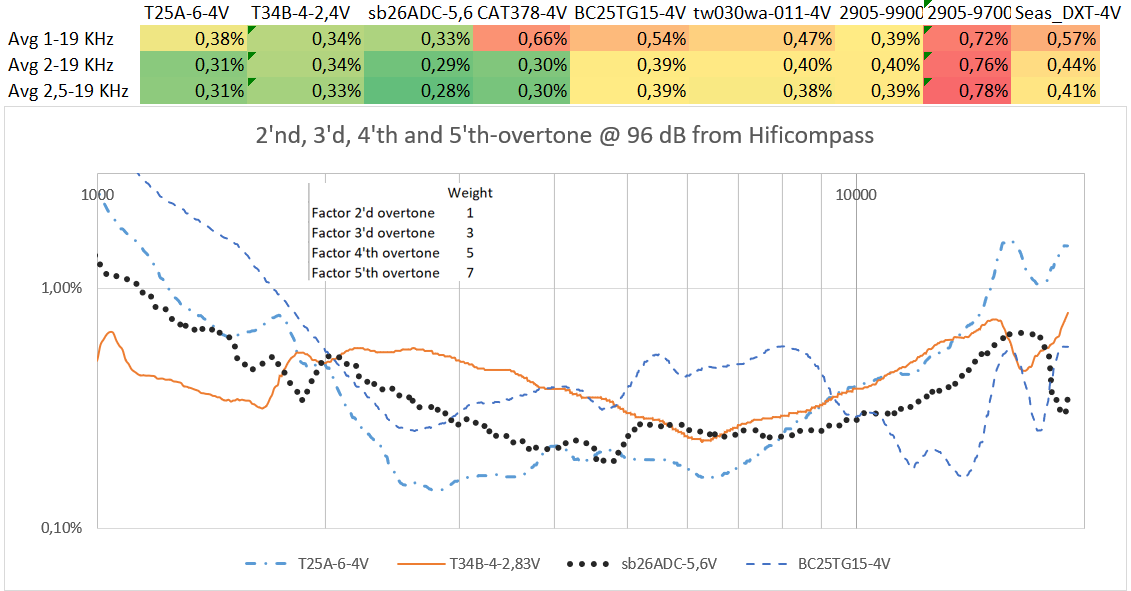 T25A-6-4V T34B-4-2,4V sb26ADC-5,6 CAT378-4V BC25TG15-4V tw030wa-011-4V 2905-9900 2905-9700 Seas_DXT-4V
Avg 1-19 KHz 0,38% 0,34% 0,33% 0,66% 0,54% 0,47% 0,39% 0,72% 0,57%
Avg 2-19 KHz 0,31% 0,34% 0,29% 0,30% 0,39% 0,40% 0,40% 0,76% 0,44%
Avg 2,5-19 KHz 0,31% 0,33% 0,28% 0,30% 0,39% 0,38% 0,39% 0,78% 0,41%
2'nd, 3'd, 4'th and 5'th-overtone @ 96 dB from Hificompass
1000 10000
Weight
Factor 2'd overtone 1
Factor 3'd overtone 3
Factor 4'th overtone 5
Factor 5'th overtone 7
1,00%
0,10%
T25A-6-4V T34B-4-2,83V sb26ADC-5,6V BC25TG15-4V